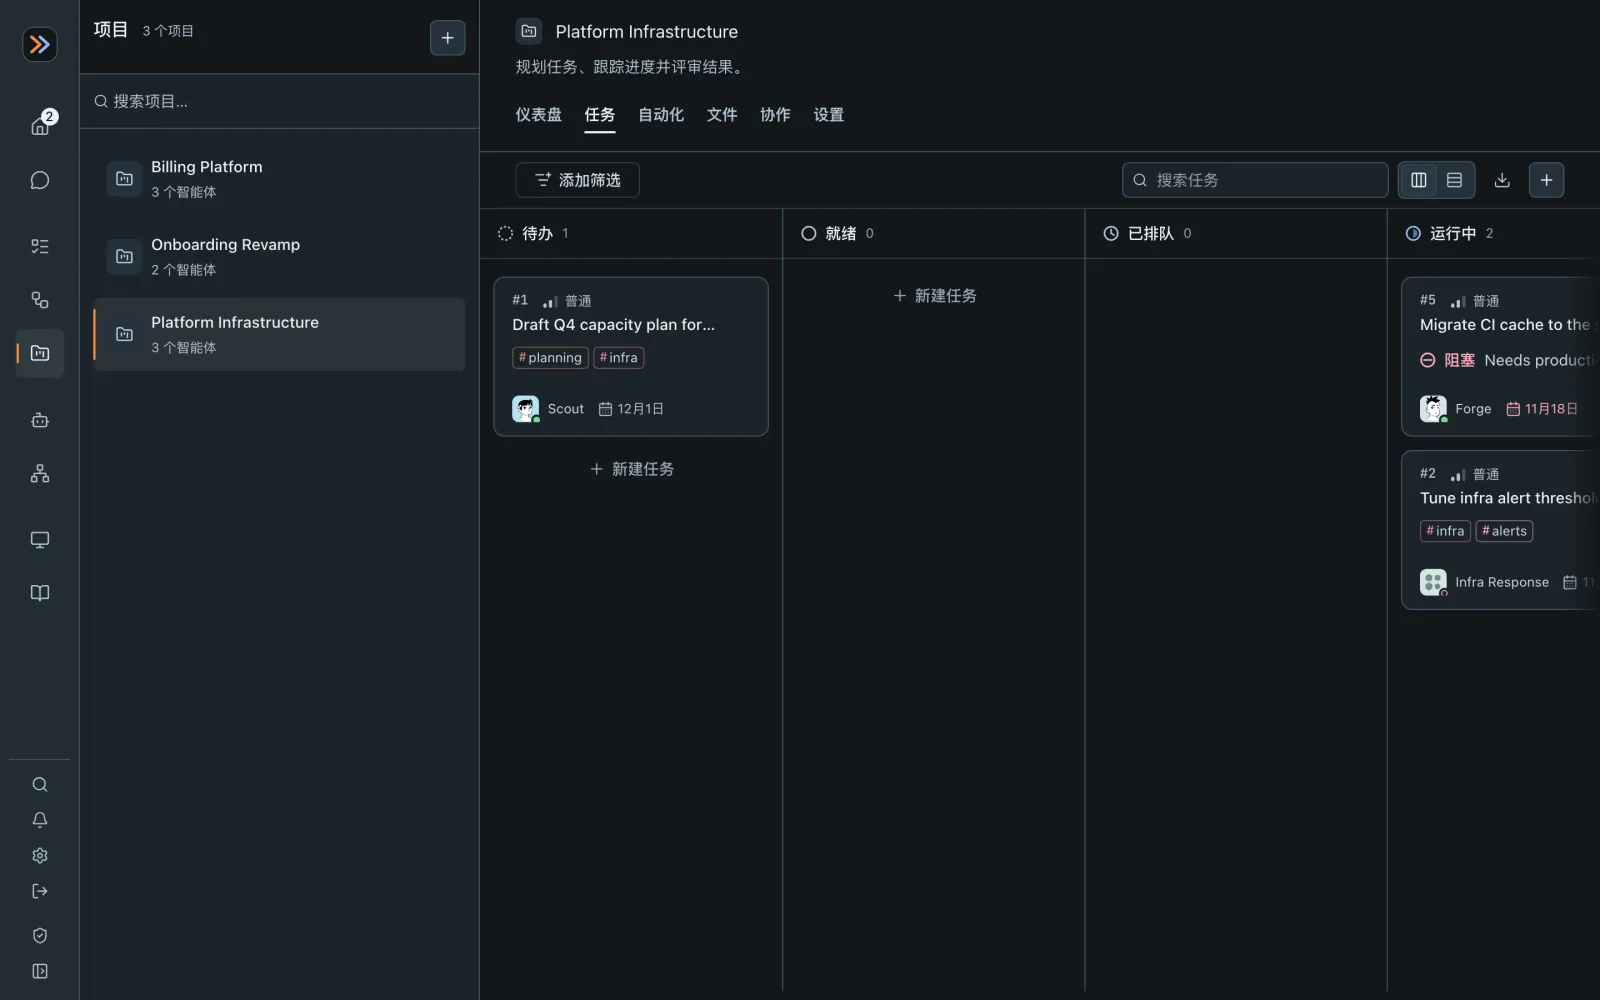 2
项目 3 个项目
搜索项目...
Billing Platform
3 个智能体
Onboarding Revamp
2 个智能体
Platform Infrastructure
3 个智能体
Platform Infrastructure
规划任务、跟踪进度并评审结果。
仪表盘 任务 自动化 文件 协作 设置
添加筛选
搜索任务
待办 1
#1 普通
Draft Q4 capacity plan for...
#planning #infra
Scout 12月1日
新建任务
就绪 0
新建任务
已排队 0
运行中 2
#5 普通
Migrate CI cache to the
阻塞 Needs producti
Forge 11月18日
#2 普通
Tune infra alert threshol
#infra #alerts
Infra Response 11